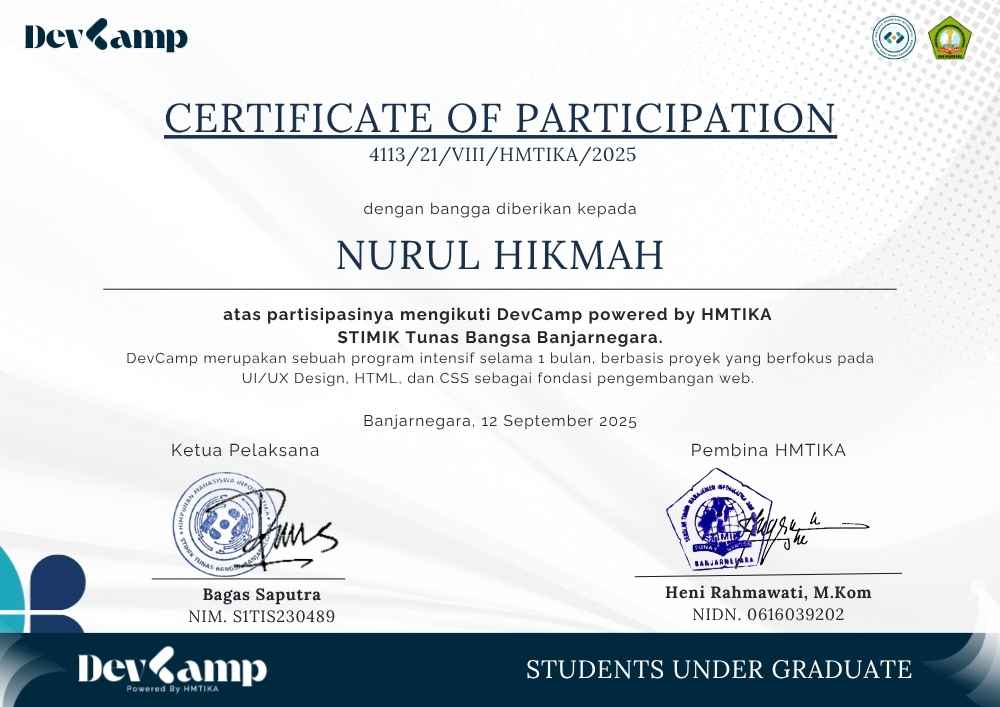 DevCamp
CERTIFICATE OF PARTICIPATION
4113/21/VIII/HMTIKA/2025
dengan bangga diberikan kepada
NURUL HIKMAH
atas partisipasinya mengikuti DevCamp powered by HMTIKA
STIMIK Tunas Bangsa Banjarnegara.
DevCamp merupakan sebuah program intensif selama 1 bulan, berbasis proyek yang berfokus pada
UI/UX Design, HTML, dan CSS sebagai fondasi pengembangan web.
Banjarnegara, 12 September 2025
Ketua Pelaksana
Pembina HMTIKA
HIMPUNAN MAHASISWA INFORMATIKA
STIMIK TUNAS BANGSA
BANJARNEGARA
Bagas Saputra
NIM. S1TIS230489
Heni Rahmawati, M.Kom
NIDN. 0616039202
DevCamp
Powered By HMTIKA
STUDENTS UNDER GRADUATE